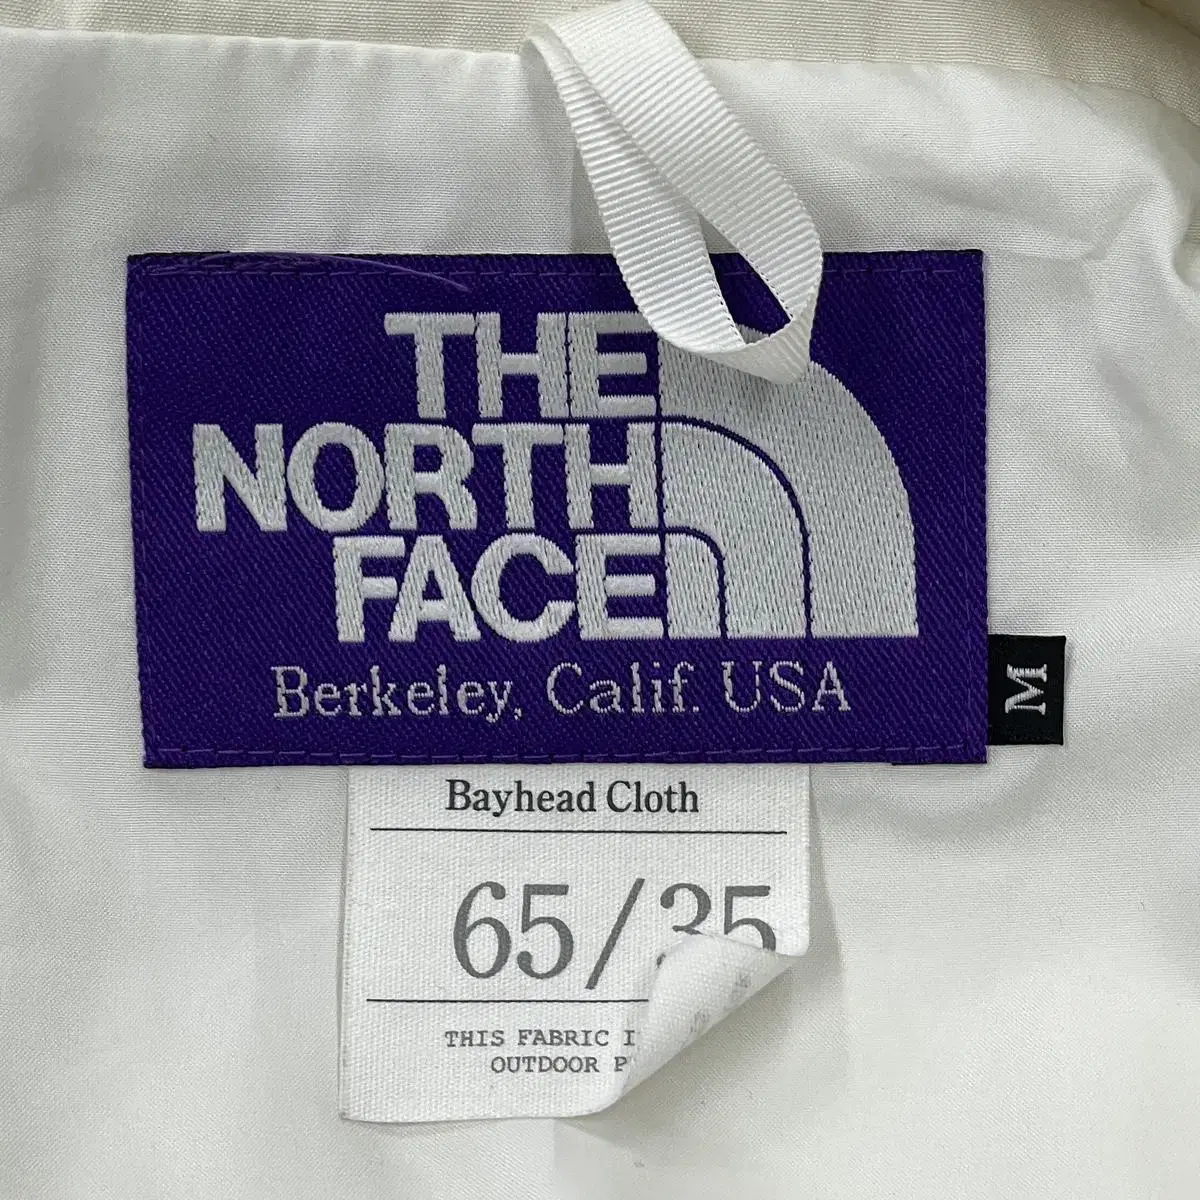 THE
NORTH
FACE
Berkeley, Calif. USA
M
Bayhead Cloth
65/35
THIS FABRIC
OUTDOOR